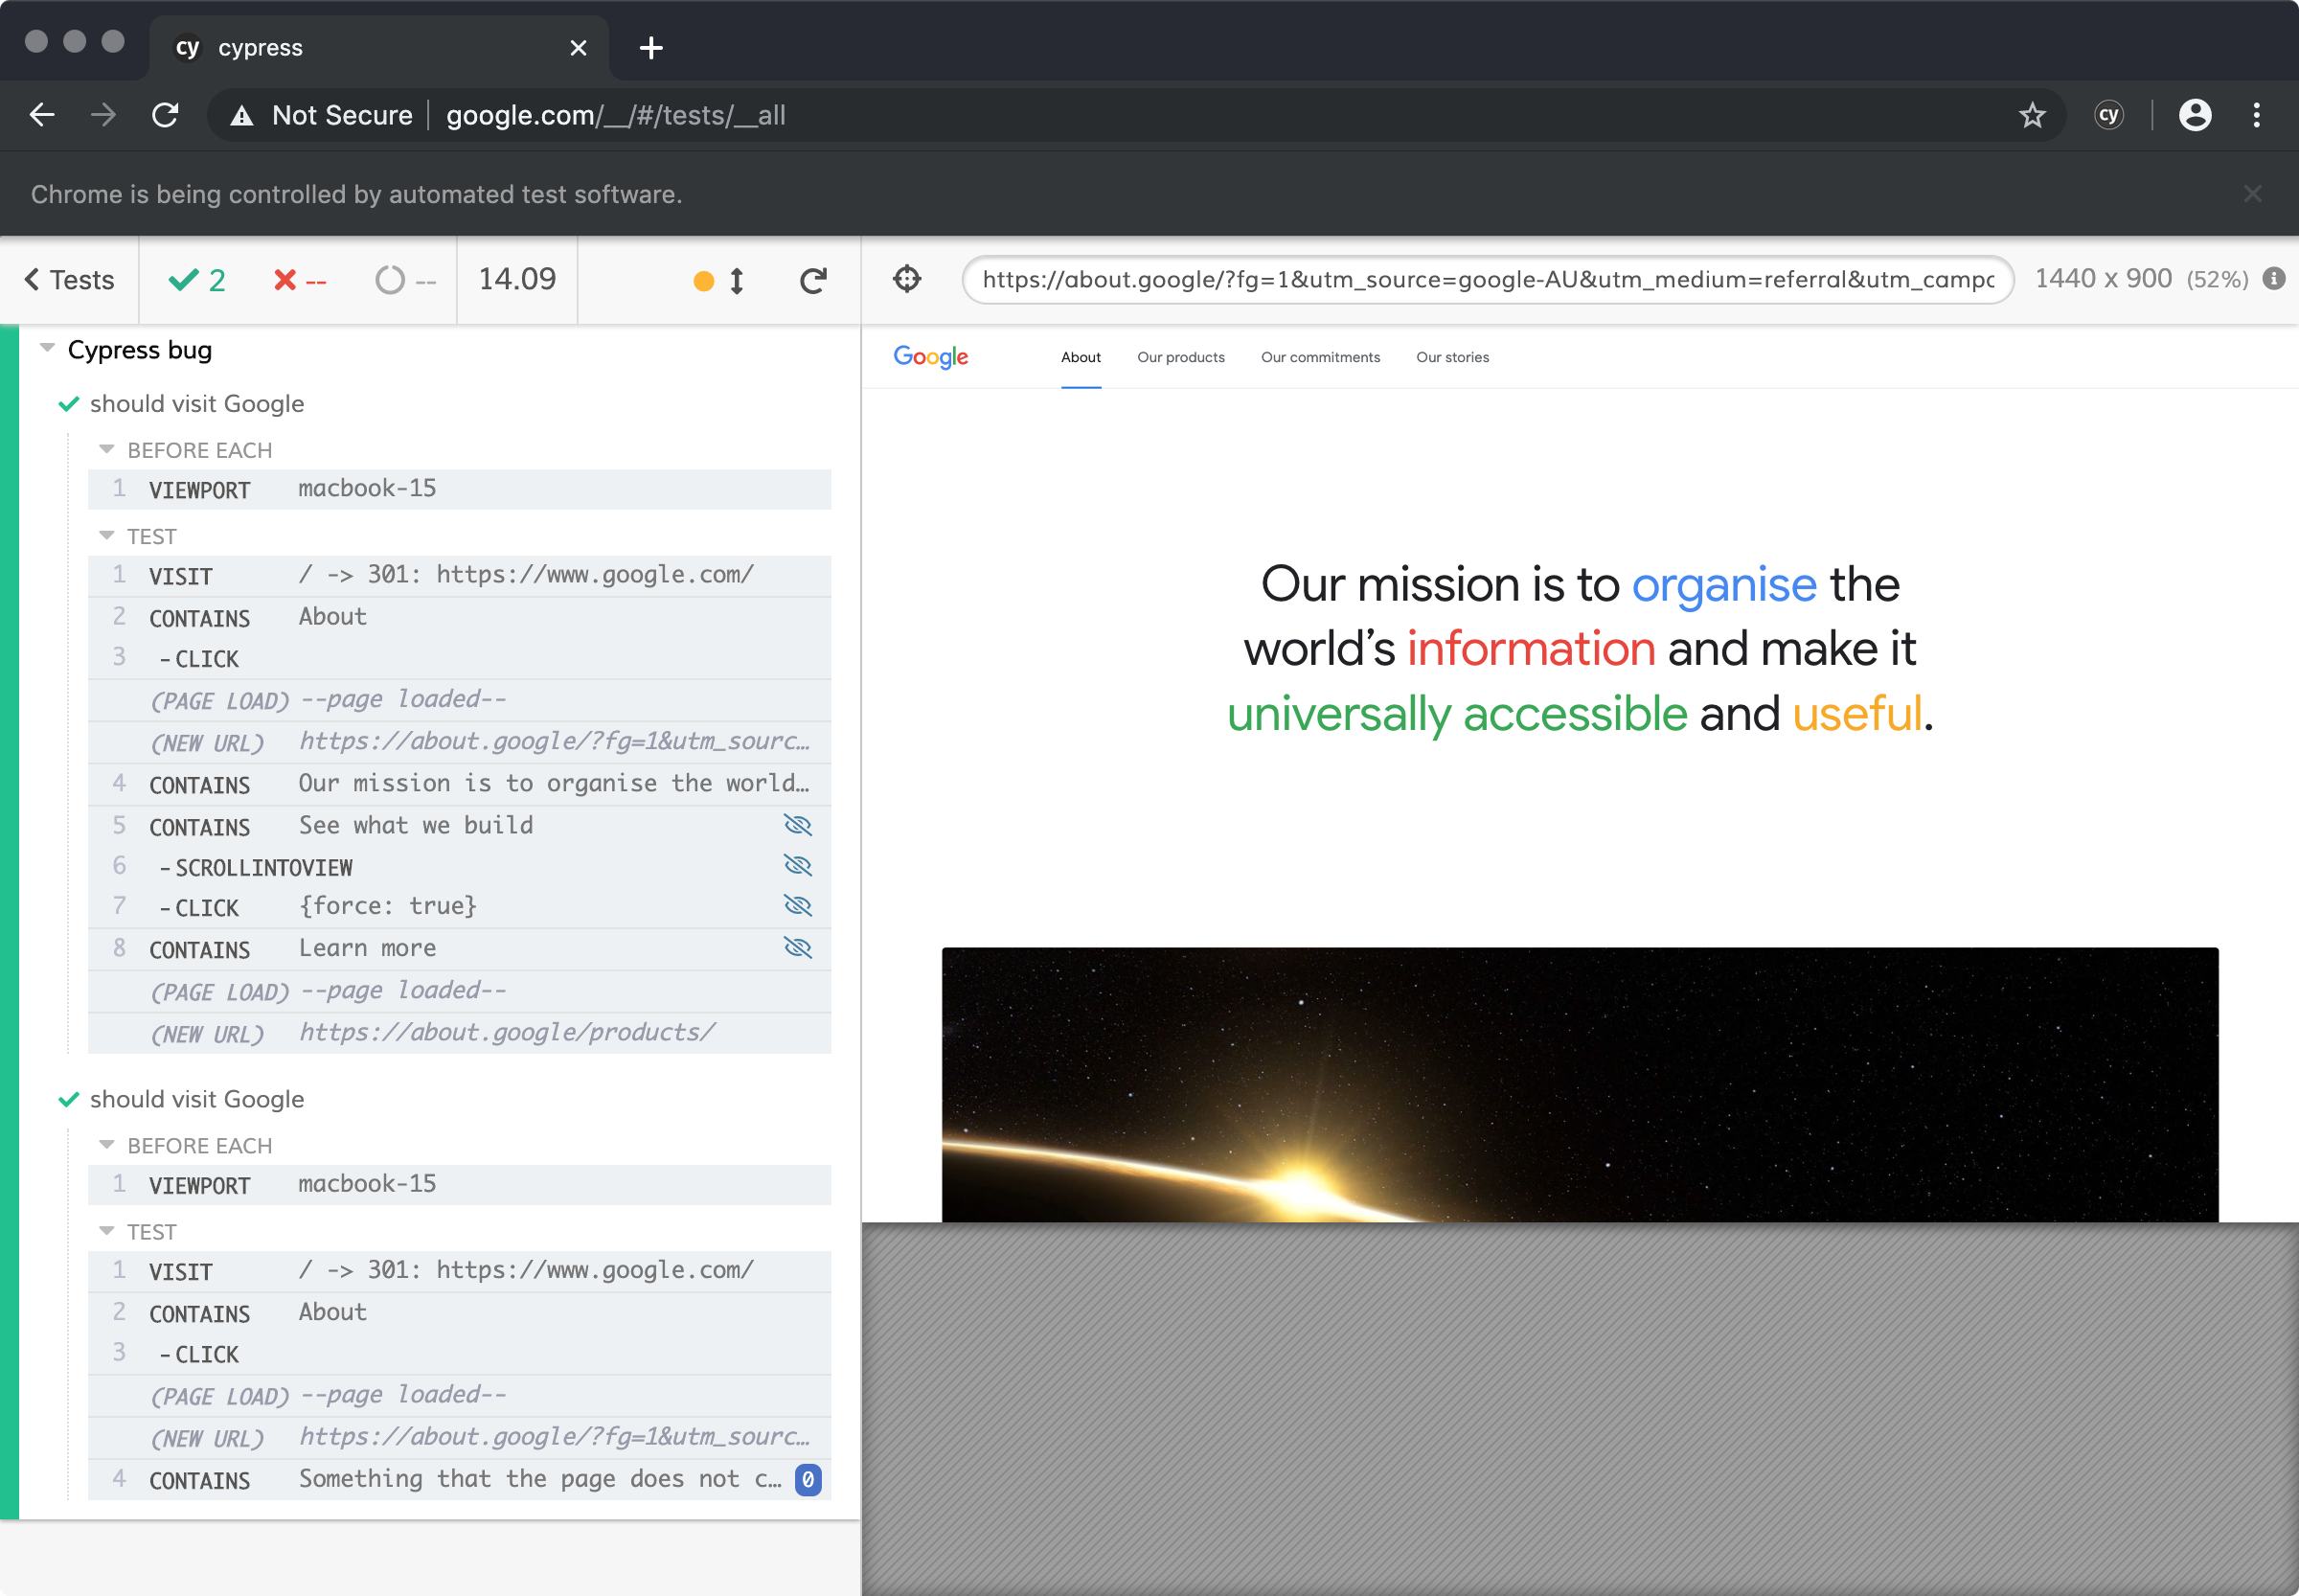 cy cypress
Not Secure google.com/__/#/tests/__all
cy
Chrome is being controlled by automated test software.
Tests 2 -- -- 14.09
https://about.google/?fg=1&utm_source=google-AU&utm_medium=referral&utm_campa
1440 x 900 (52%)
Cypress bug
should visit Google
BEFORE EACH
1 VIEWPORT macbook-15
TEST
1 VISIT / -> 301: https://www.google.com/
2 CONTAINS About
3 -CLICK
(PAGE LOAD) --page loaded--
(NEW URL) https://about.google/?fg=1&utm_sourc…
4 CONTAINS Our mission is to organise the world…
5 CONTAINS See what we build
6 -SCROLLINTOVIEW
7 -CLICK {force: true}
8 CONTAINS Learn more
(PAGE LOAD) --page loaded--
(NEW URL) https://about.google/products/
should visit Google
BEFORE EACH
1 VIEWPORT macbook-15
TEST
1 VISIT / -> 301: https://www.google.com/
2 CONTAINS About
3 -CLICK
(PAGE LOAD) --page loaded--
(NEW URL) https://about.google/?fg=1&utm_sourc…
4 CONTAINS Something that the page does not c… 0
Google About Our products Our commitments Our stories
Our mission is to organise the
world’s information and make it
universally accessible and useful.